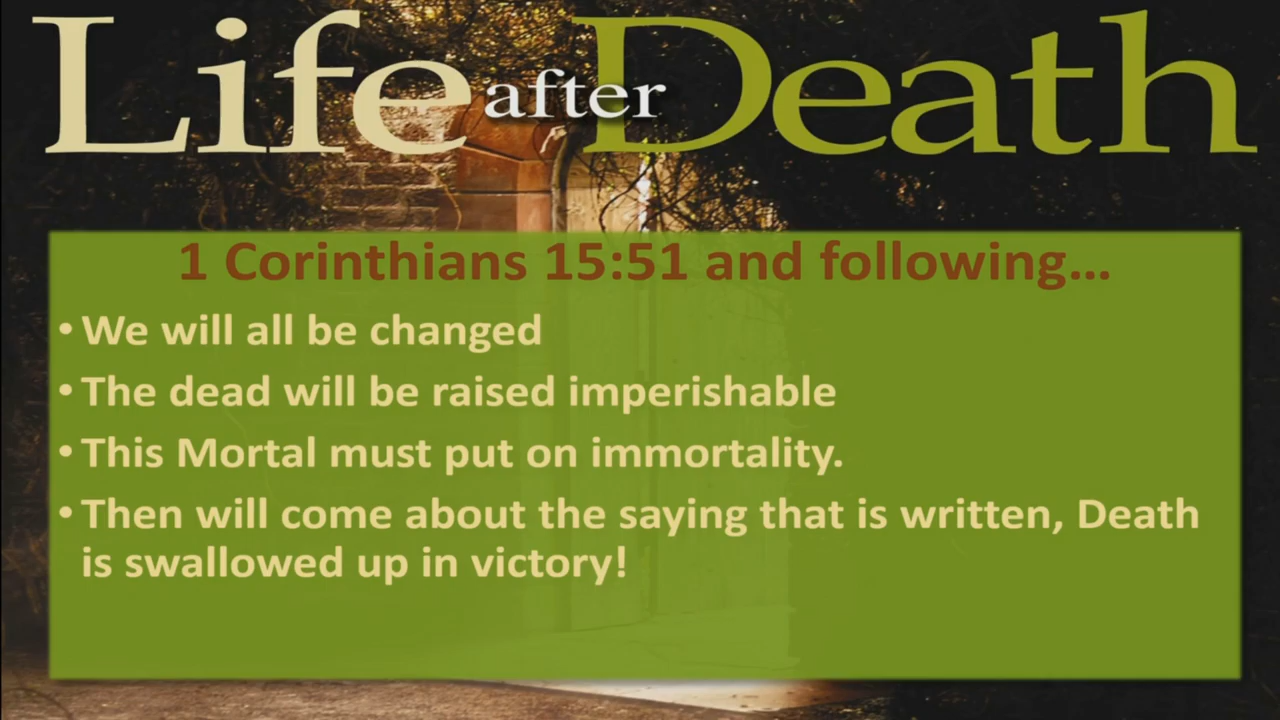 Life after Death
1 Corinthians 15:51 and following...
• We will all be changed
• The dead will be raised imperishable
• This Mortal must put on immortality.
• Then will come about the saying that is written, Death
is swallowed up in victory!